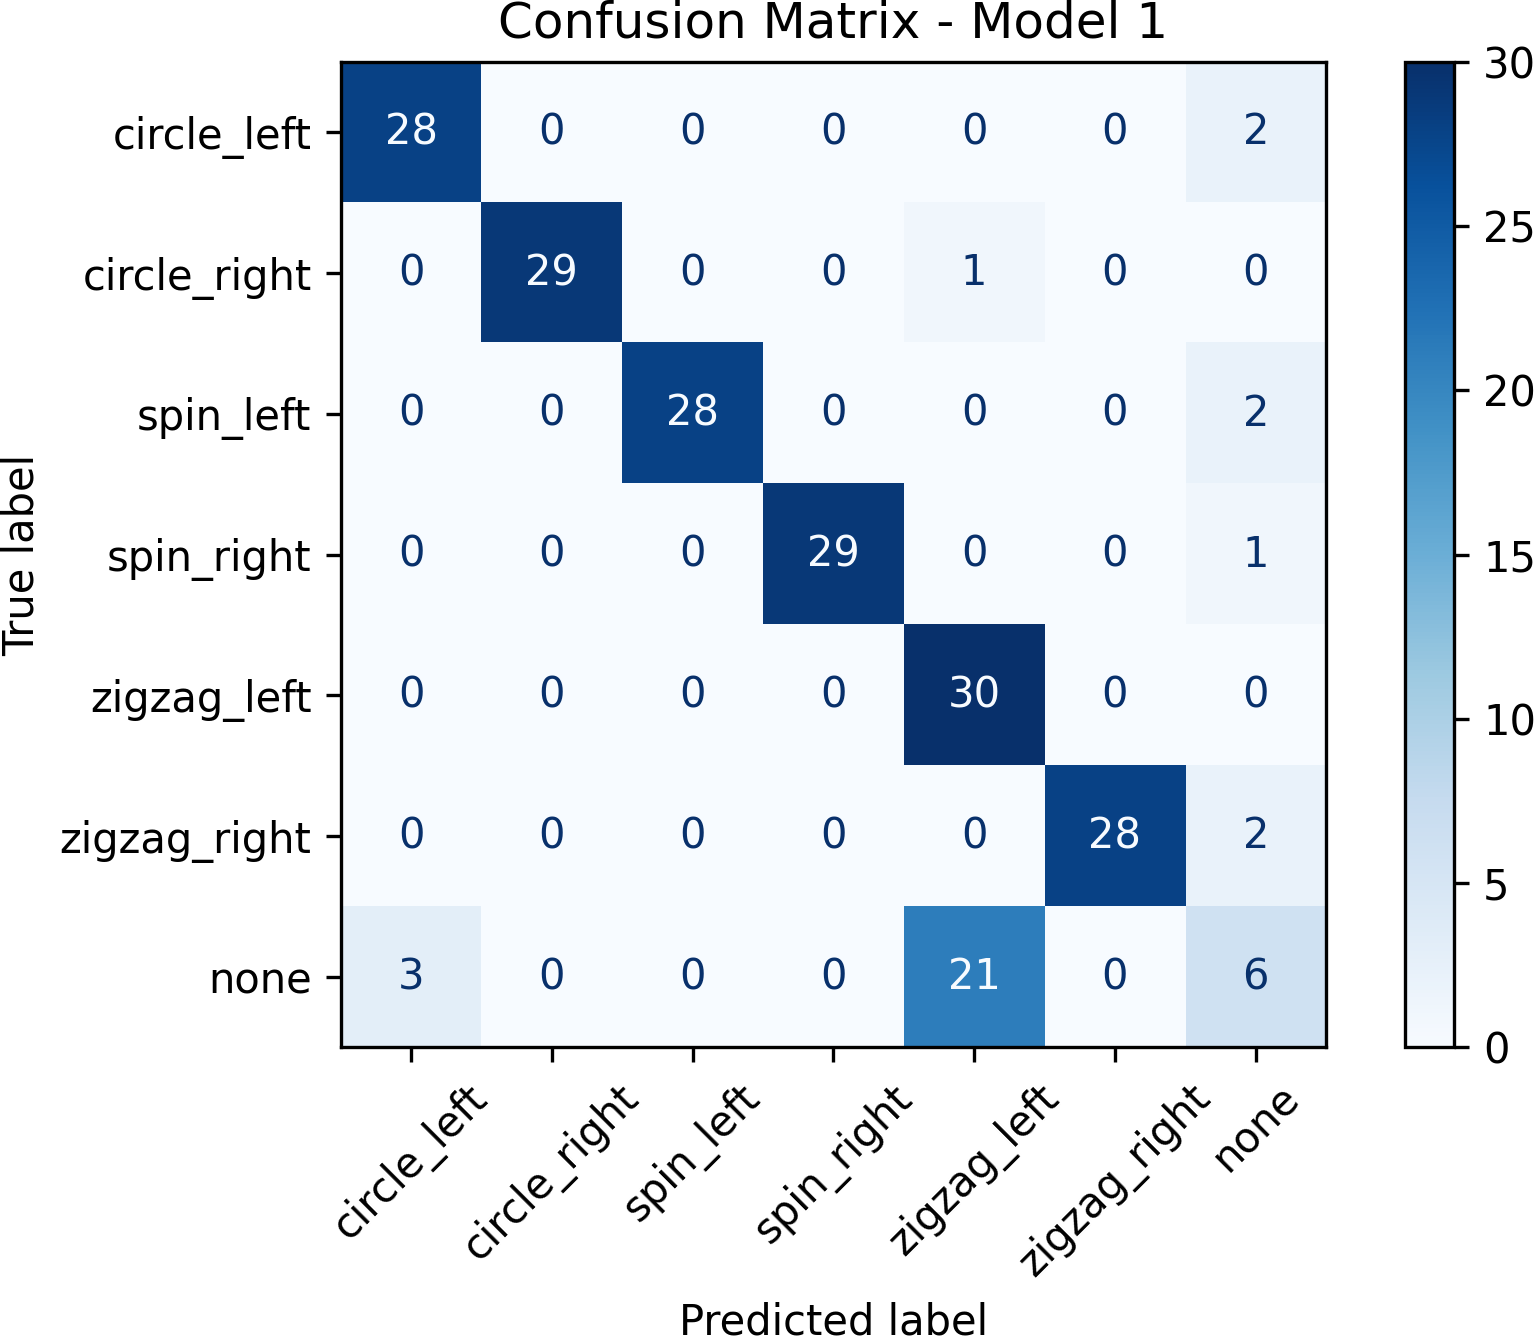 Confusion Matrix - Model 1
circle_left 28 0 0 0 0 0 2
circle_right 0 29 0 0 1 0 0
spin_left 0 0 28 0 0 0 2
spin_right 0 0 0 29 0 0 1
zigzag_left 0 0 0 0 30 0 0
zigzag_right 0 0 0 0 0 28 2
none 3 0 0 0 21 0 6
True label
circle_left circle_right spin_left spin_right zigzag_left zigzag_right none
Predicted label
30
25
20
15
10
5
0